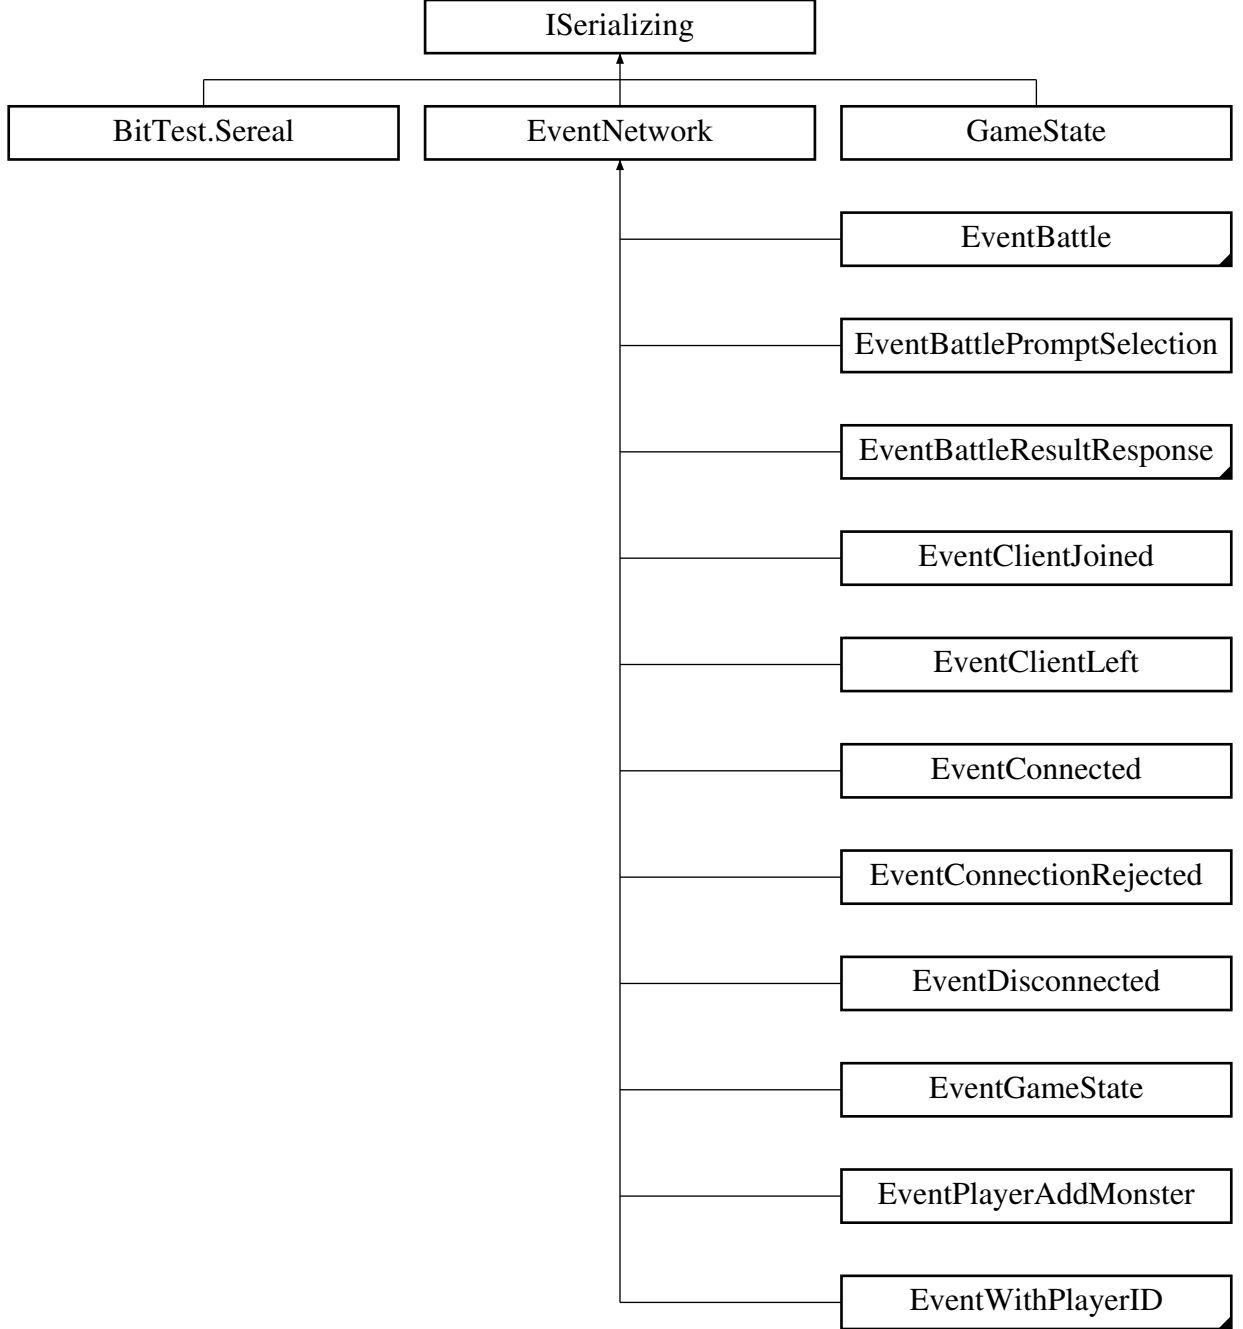 ISerializing
BitTest.Sereal
EventNetwork
GameState
EventBattle
EventBattlePromptSelection
EventBattleResultResponse
EventClientJoined
EventClientLeft
EventConnected
EventConnectionRejected
EventDisconnected
EventGameState
EventPlayerAddMonster
EventWithPlayerID